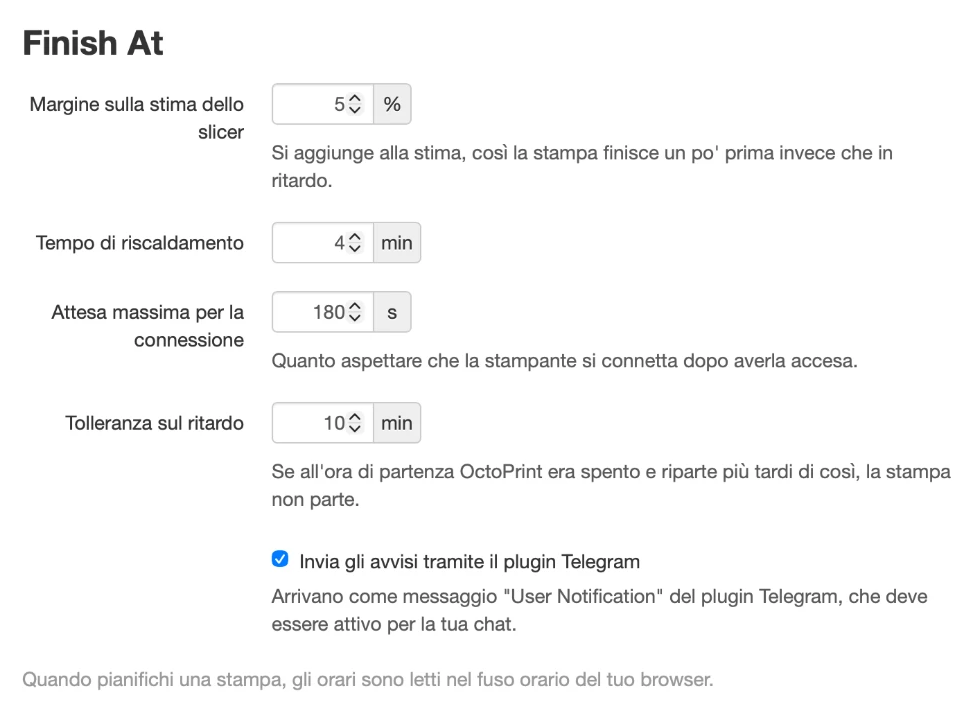 Finish At
Margine sulla stima dello
slicer
5 %
Si aggiunge alla stima, così la stampa finisce un po' prima invece che in
ritardo.
Tempo di riscaldamento
4 min
Attesa massima per la
connessione
180 s
Quanto aspettare che la stampante si connetta dopo averla accesa.
Tolleranza sul ritardo
10 min
Se all'ora di partenza OctoPrint era spento e riparte più tardi di così, la stampa
non parte.
Invia gli avvisi tramite il plugin Telegram
Arrivano come messaggio "User Notification" del plugin Telegram, che deve
essere attivo per la tua chat.
Quando pianifichi una stampa, gli orari sono letti nel fuso orario del tuo browser.